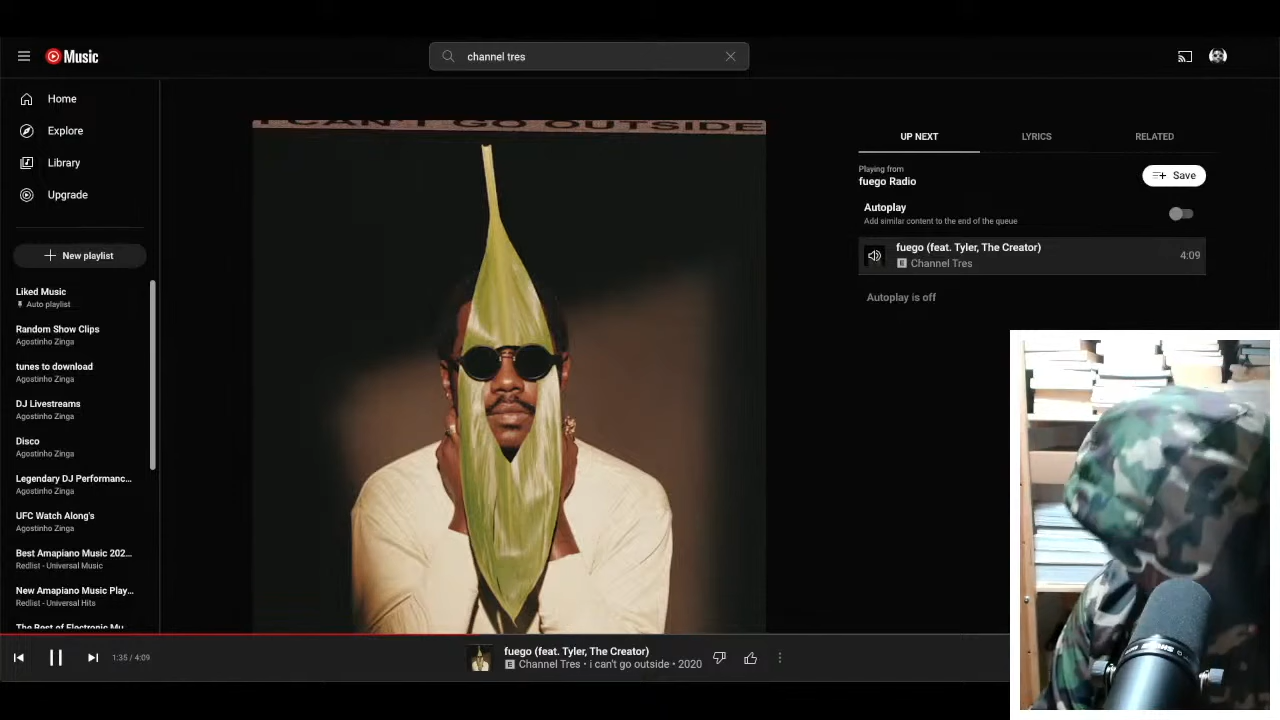 Music
channel tres
Home
Explore
Library
Upgrade
New playlist
Liked Music
Auto playlist
Random Show Clips
Agostinho Zinga
tunes to download
Agostinho Zinga
DJ Livestreams
Agostinho Zinga
Disco
Agostinho Zinga
Legendary DJ Performanc...
Agostinho Zinga
UFC Watch Along's
Agostinho Zinga
Best Amapiano Music 202...
Redlist - Universal Music
New Amapiano Music Play...
Redlist - Universal Hits
The Best of Electronic Mu...
I CAN'T GO OUTSIDE
UP NEXT
LYRICS
RELATED
Playing from
fuego Radio
Save
Autoplay
Add similar content to the end of the queue
fuego (feat. Tyler, The Creator)
E Channel Tres
4:09
Autoplay is off
1:35 / 4:09
fuego (feat. Tyler, The Creator)
E Channel Tres • i can't go outside • 2020